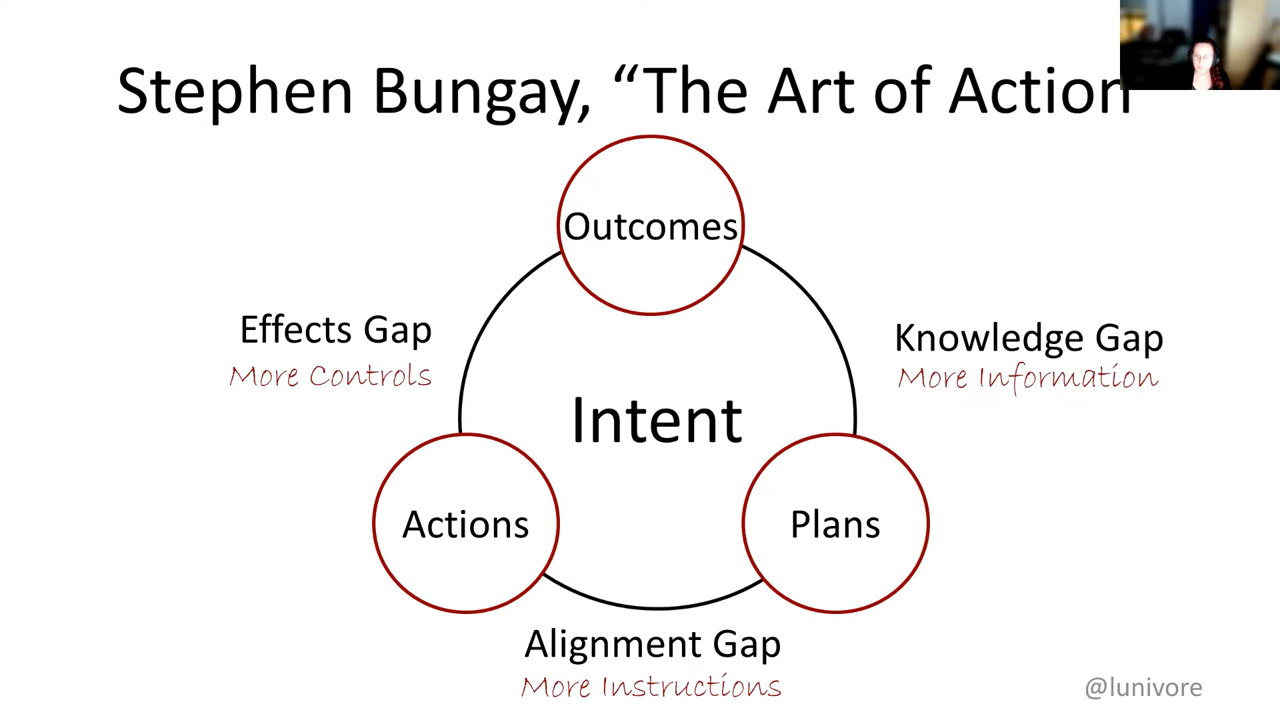 Stephen Bungay, “The Art of Action
Outcomes
Effects Gap
More Controls
Knowledge Gap
More Information
Intent
Actions
Plans
Alignment Gap
More Instructions
@lunivore